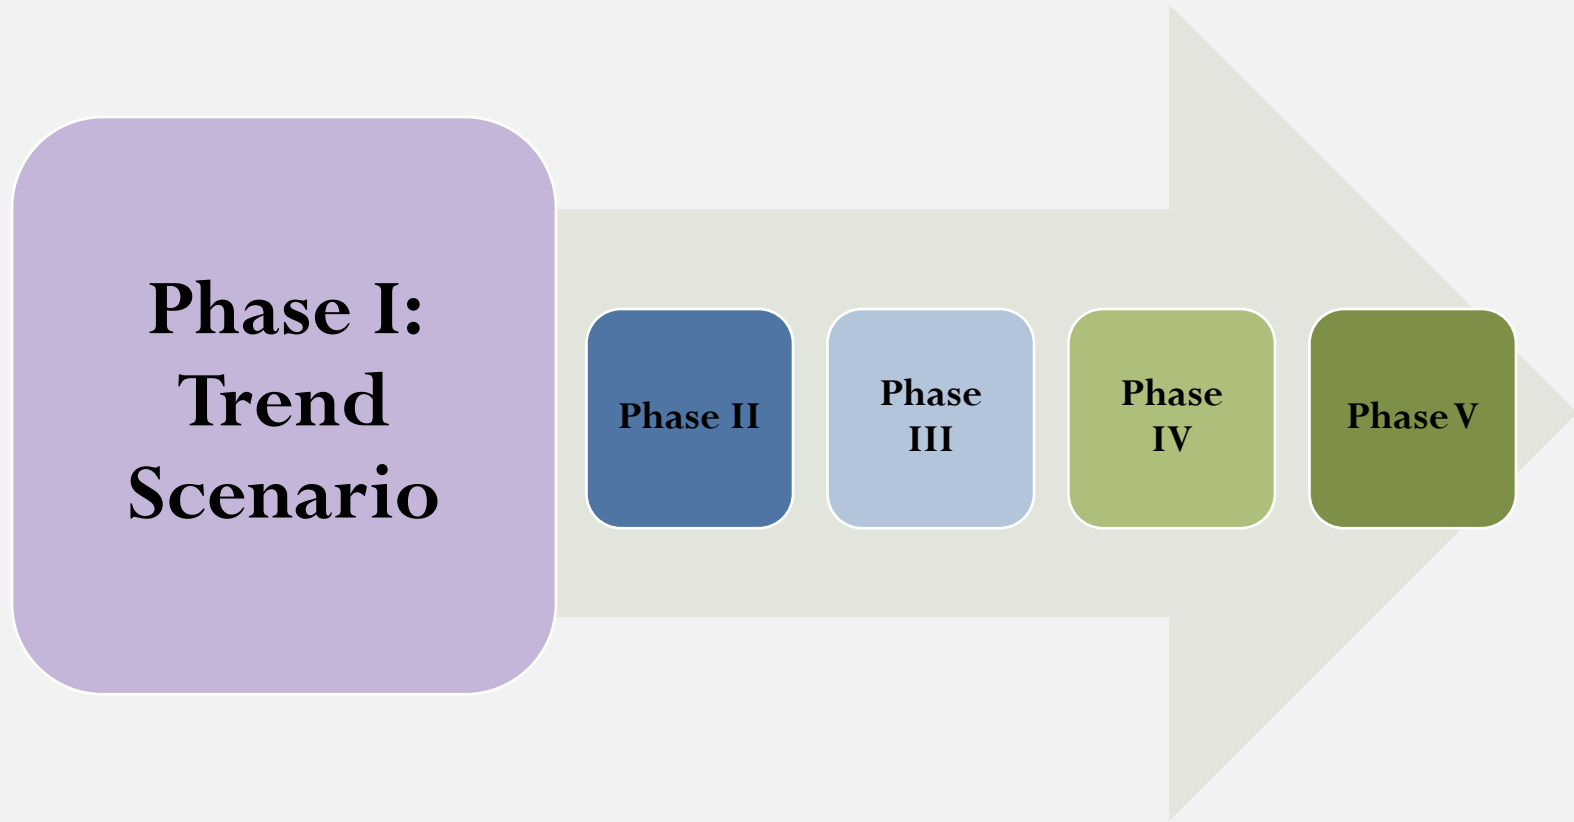 Phase I:
Trend
Scenario
Phase II
Phase
III
Phase
IV
Phase V